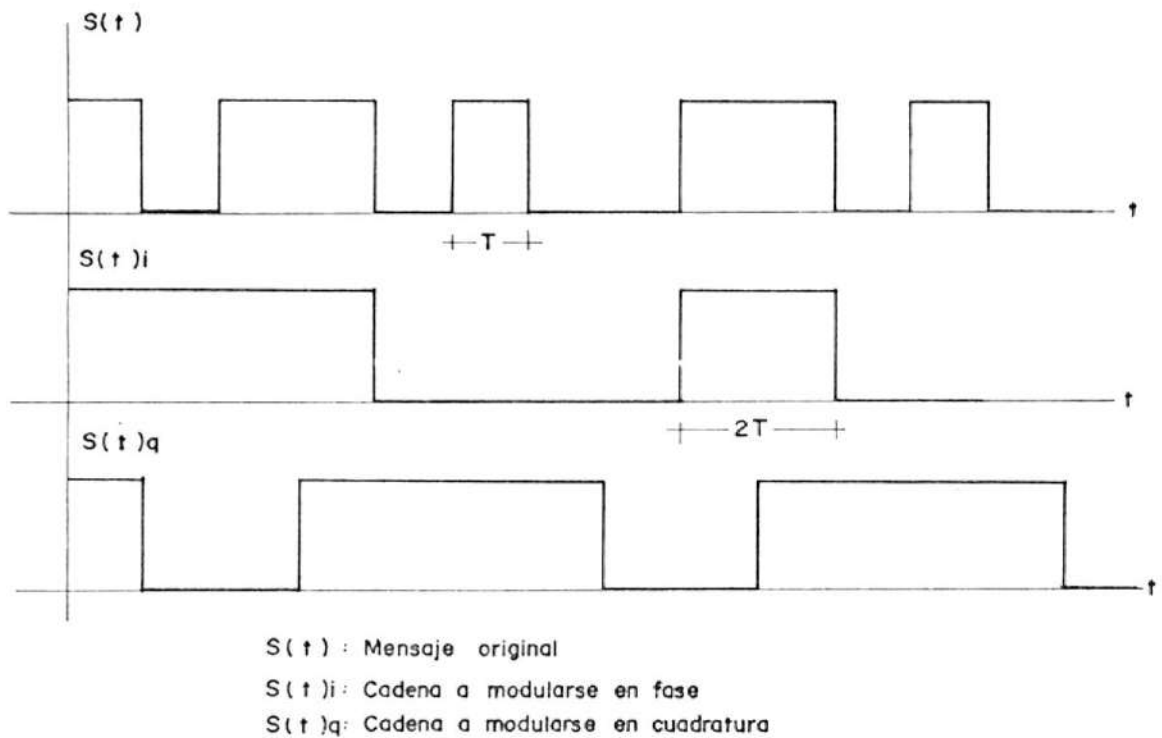 S(t)
t
T
S(t)i
t
2T
S(t)q
t
S(t): Mensaje original
S(t)i: Cadena a modularse en fase
S(t)q: Cadena a modularse en cuadratura